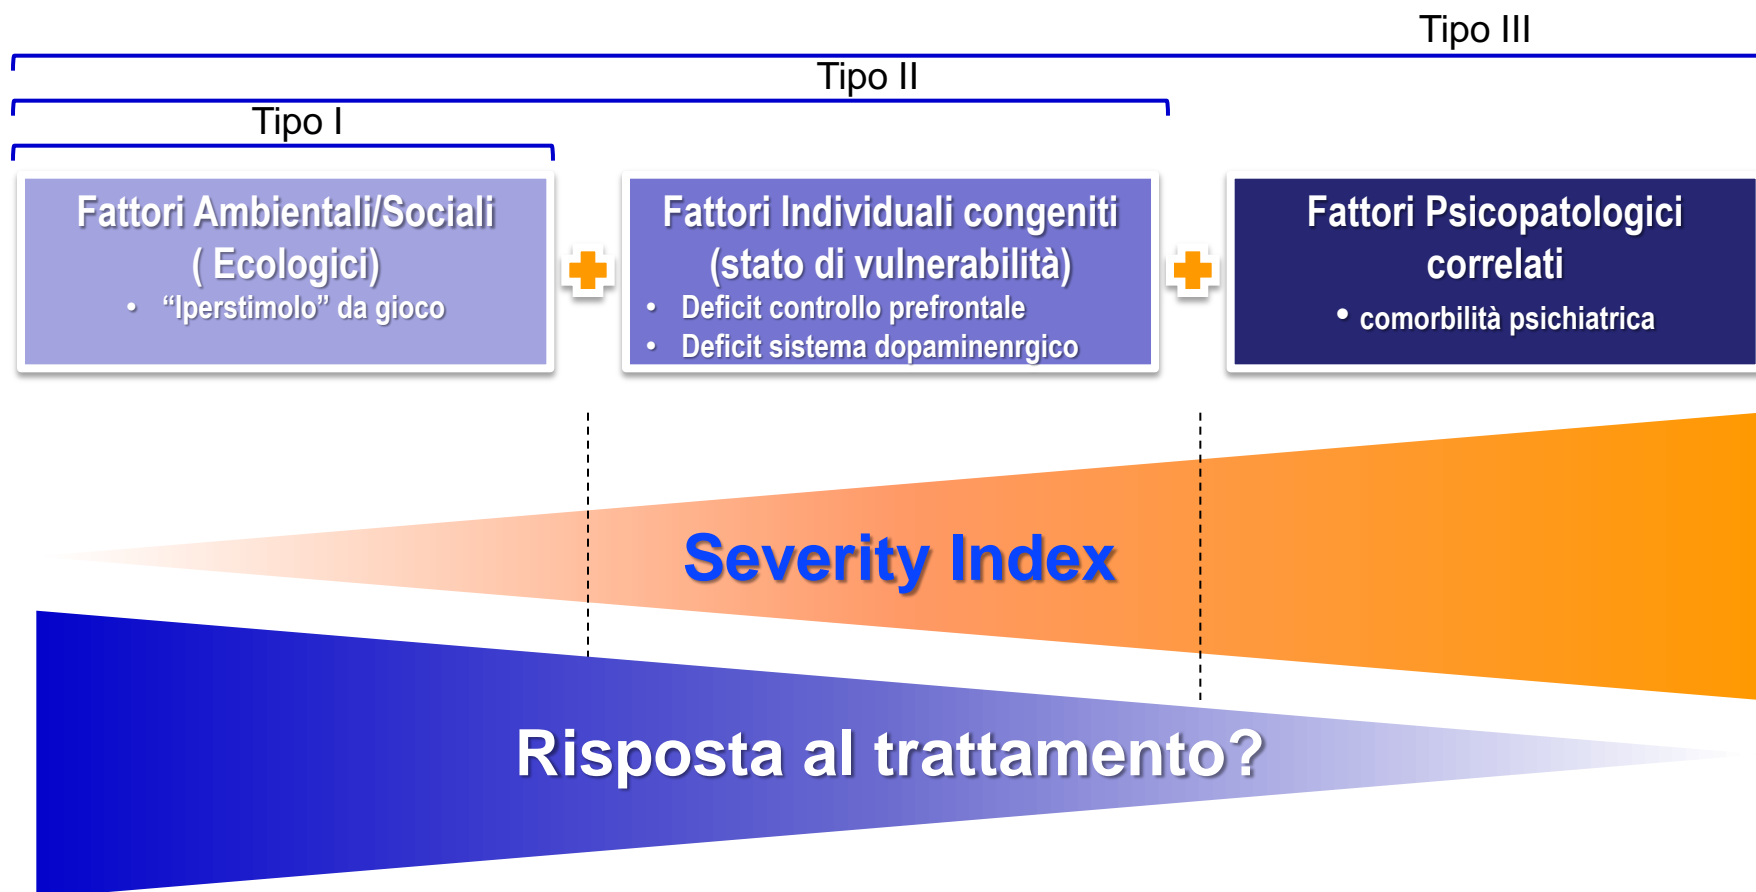 Tipo III
Tipo II
Tipo I
Fattori Ambientali/Sociali
( Ecologici)
• “Iperstimolo” da gioco
Fattori Individuali congeniti
(stato di vulnerabilità)
• Deficit controllo prefrontale
• Deficit sistema dopaminenrgico
Fattori Psicopatologici
correlati
• comorbilità psichiatrica
Severity Index
Risposta al trattamento?